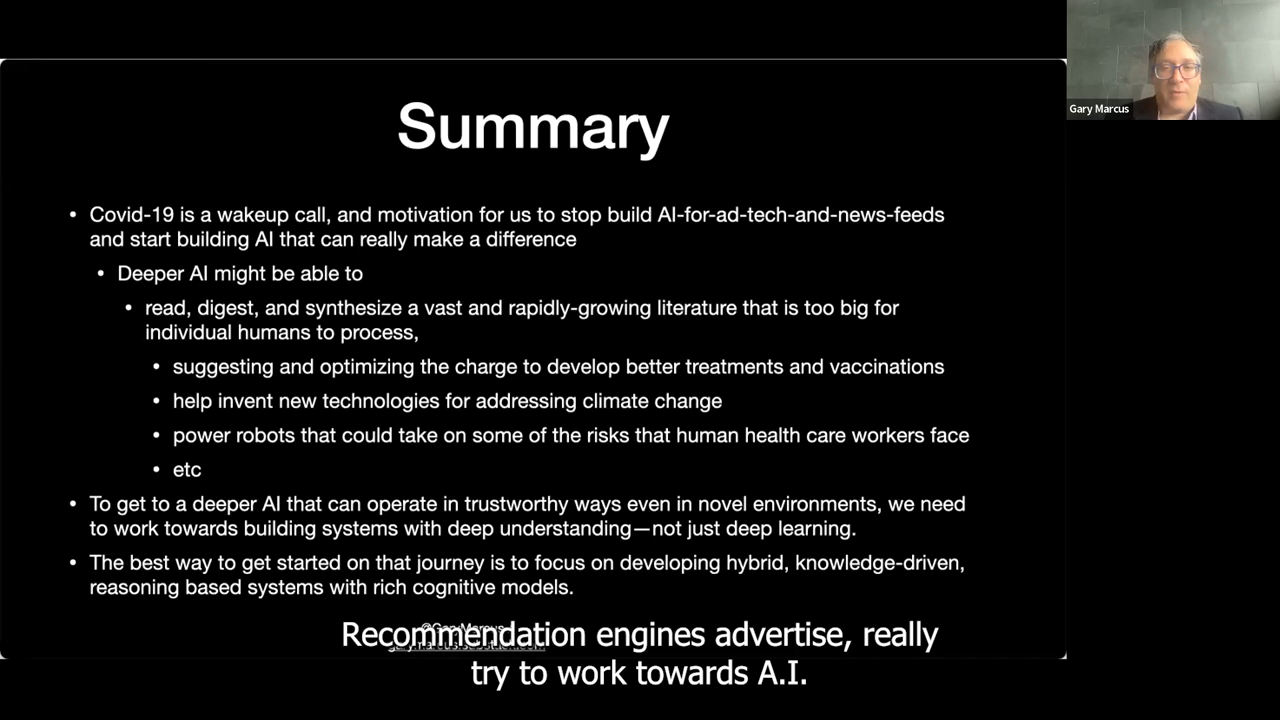 Gary Marcus
Summary
• Covid-19 is a wakeup call, and motivation for us to stop build AI-for-ad-tech-and-news-feeds
and start building AI that can really make a difference
• Deeper AI might be able to
• read, digest, and synthesize a vast and rapidly-growing literature that is too big for
individual humans to process,
• suggesting and optimizing the charge to develop better treatments and vaccinations
• help invent new technologies for addressing climate change
• power robots that could take on some of the risks that human health care workers face
• etc
• To get to a deeper AI that can operate in trustworthy ways even in novel environments, we need
to work towards building systems with deep understanding—not just deep learning.
• The best way to get started on that journey is to focus on developing hybrid, knowledge-driven,
reasoning based systems with rich cognitive models.
@GaryMarcus
Recommendation engines advertise, really
try to work towards A.I.